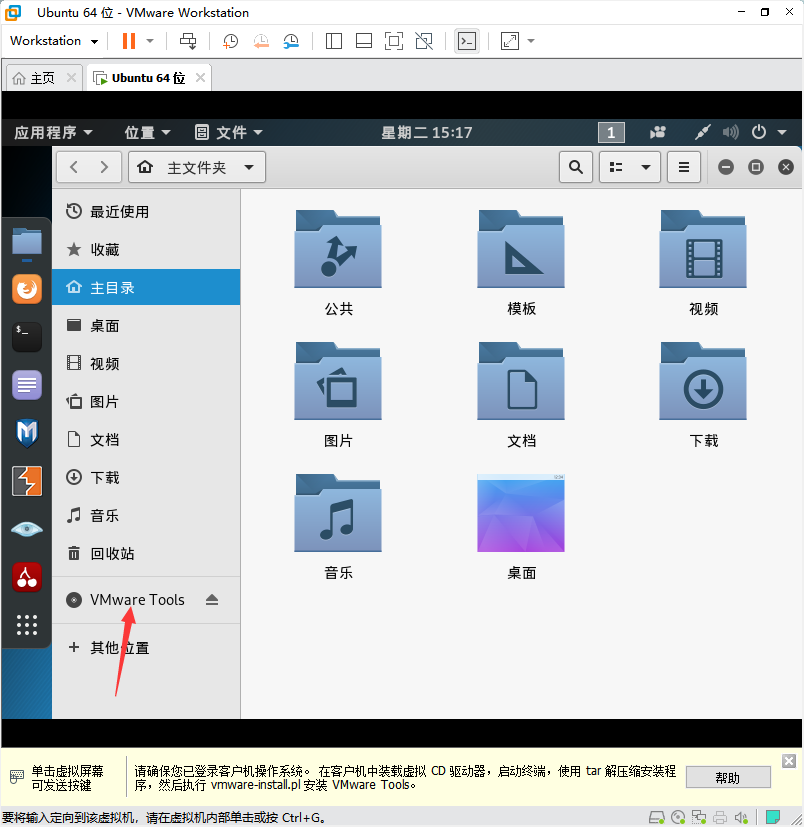 Ubuntu 64 位 - VMware Workstation
Workstation
主页
Ubuntu 64 位
应用程序
位置
文件
星期二 15:17
1
主文件夹
最近使用
收藏
主目录
桌面
视频
图片
文档
下载
音乐
回收站
VMware Tools
其他位置
公共
模板
视频
图片
文档
下载
音乐
桌面
单击虚拟屏幕
可发送按键
请确保您已登录客户机操作系统。在客户机中装载虚拟 CD 驱动器，启动终端，使用 tar 解压缩安装程
序，然后执行 vmware-install.pl 安装 VMware Tools。
帮助
要将输入定向到该虚拟机，请在虚拟机内部单击或按 Ctrl+G。